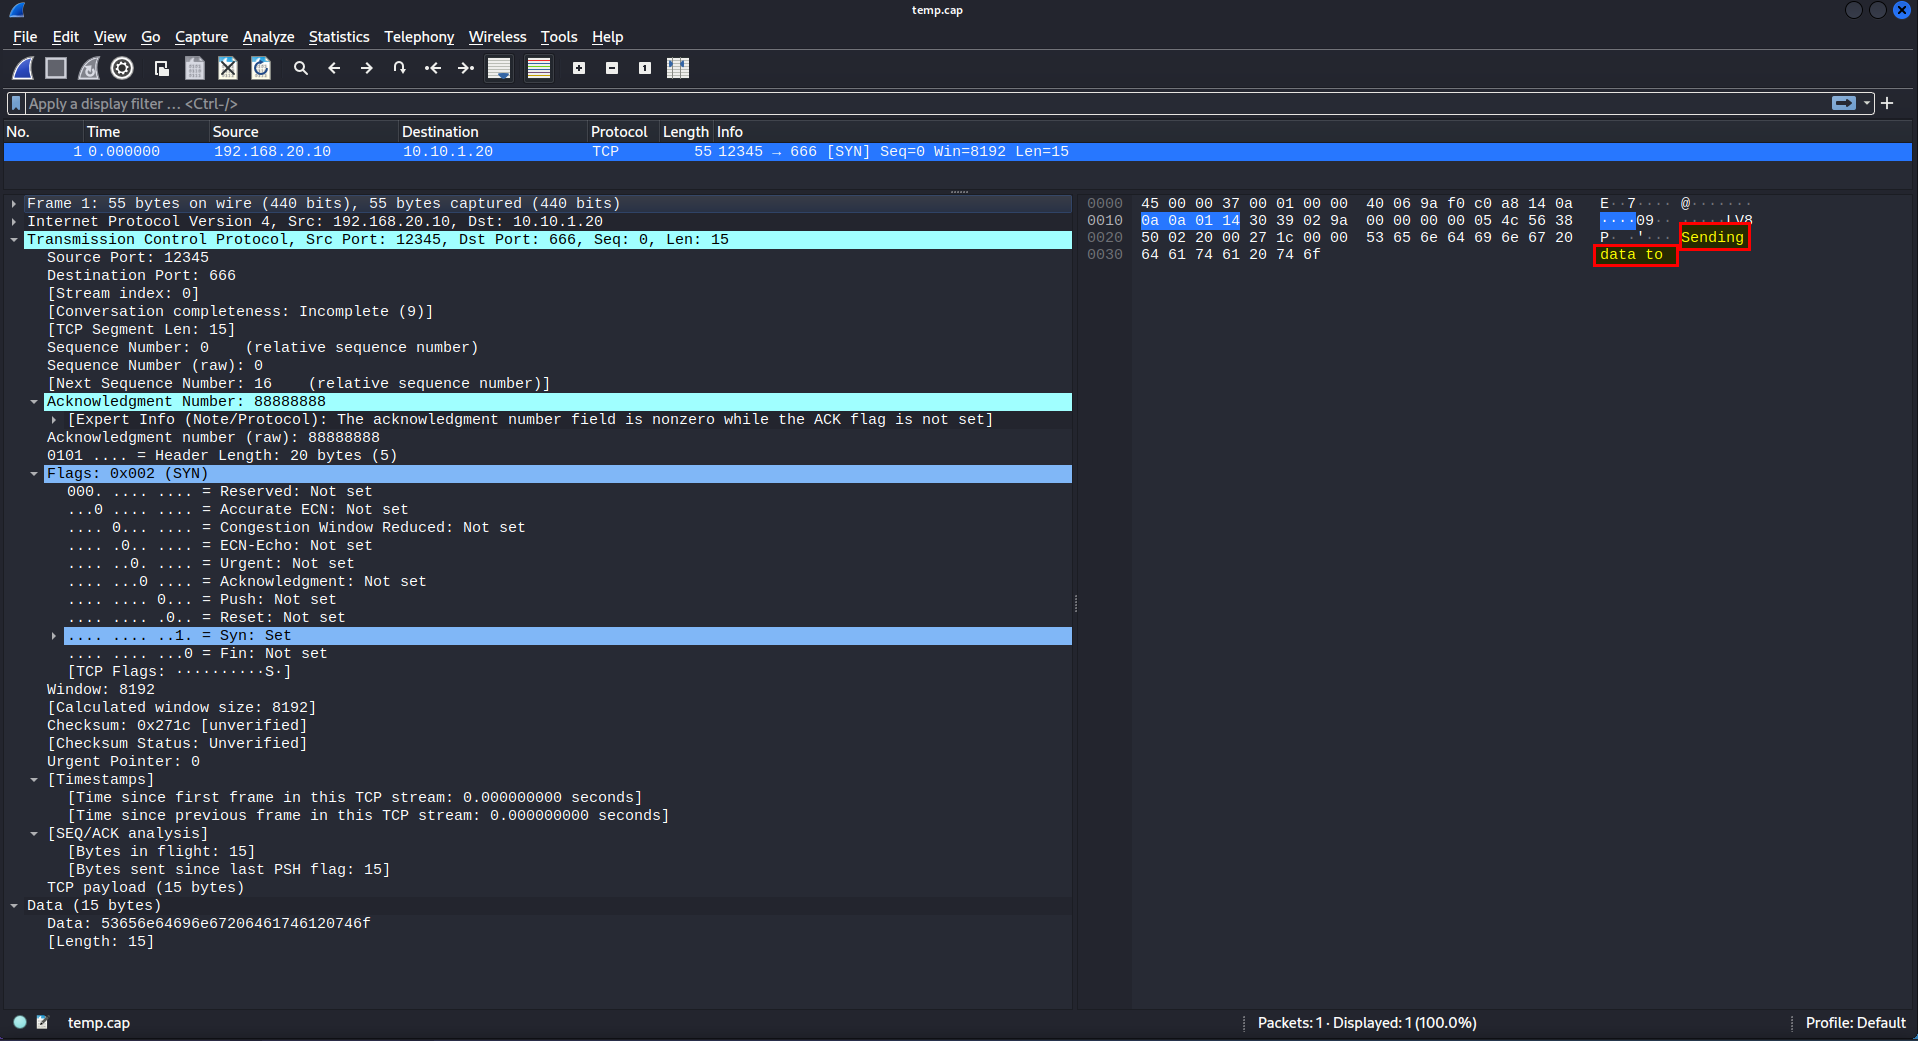 temp.cap
File Edit View Go Capture Analyze Statistics Telephony Wireless Tools Help
Apply a display filter … <Ctrl-/>
No. Time Source Destination Protocol Length Info
1 0.000000 192.168.20.10 10.10.1.20 TCP 55 12345 → 666 [SYN] Seq=0 Win=8192 Len=15
Frame 1: 55 bytes on wire (440 bits), 55 bytes captured (440 bits)
Internet Protocol Version 4, Src: 192.168.20.10, Dst: 10.10.1.20
Transmission Control Protocol, Src Port: 12345, Dst Port: 666, Seq: 0, Len: 15
Source Port: 12345
Destination Port: 666
[Stream index: 0]
[Conversation completeness: Incomplete (9)]
[TCP Segment Len: 15]
Sequence Number: 0    (relative sequence number)
Sequence Number (raw): 0
[Next Sequence Number: 16    (relative sequence number)]
Acknowledgment Number: 88888888
[Expert Info (Note/Protocol): The acknowledgment number field is nonzero while the ACK flag is not set]
Acknowledgment number (raw): 88888888
0101 .... = Header Length: 20 bytes (5)
Flags: 0x002 (SYN)
000. .... .... = Reserved: Not set
...0 .... .... = Accurate ECN: Not set
.... 0... .... = Congestion Window Reduced: Not set
.... .0.. .... = ECN-Echo: Not set
.... ..0. .... = Urgent: Not set
.... ...0 .... = Acknowledgment: Not set
.... .... 0... = Push: Not set
.... .... .0.. = Reset: Not set
.... .... ..1. = Syn: Set
.... .... ...0 = Fin: Not set
[TCP Flags: ··········S·]
Window: 8192
[Calculated window size: 8192]
Checksum: 0x271c [unverified]
[Checksum Status: Unverified]
Urgent Pointer: 0
[Timestamps]
[Time since first frame in this TCP stream: 0.000000000 seconds]
[Time since previous frame in this TCP stream: 0.000000000 seconds]
[SEQ/ACK analysis]
[Bytes in flight: 15]
[Bytes sent since last PSH flag: 15]
TCP payload (15 bytes)
Data (15 bytes)
Data: 53656e64696e67206461746120746f
[Length: 15]
0000 45 00 00 37 00 01 00 00 40 06 9a f0 c0 a8 14 0a E··7···· @·······
0010 0a 0a 01 14 30 39 02 9a 00 00 00 00 05 4c 56 38 ····09·· ·····LV8
0020 50 02 20 00 27 1c 00 00 53 65 6e 64 69 6e 67 20 P· ·'··· Sending
0030 64 61 74 61 20 74 6f data to
temp.cap
Packets: 1 · Displayed: 1 (100.0%)
Profile: Default